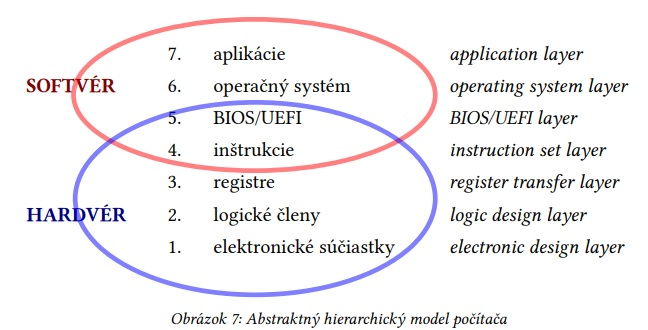 7. aplikácie application layer
SOFTVÉR 6. operačný systém operating system layer
5. BIOS/UEFI BIOS/UEFI layer
4. inštrukcie instruction set layer
3. registre register transfer layer
HARDVÉR 2. logické členy logic design layer
1. elektronické súčiastky electronic design layer
Obrázok 7: Abstraktný hierarchický model počítača